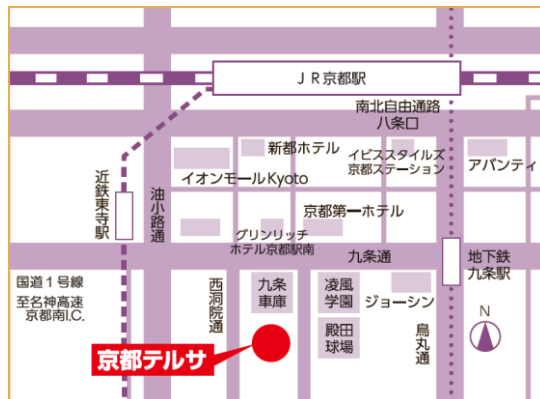 JR京都駅
南北自由通路
八条口
新都ホテル
イビススタイルズ
京都ステーション
アバンティ
イオンモールKyoto
近鉄東寺駅
油小路通
京都第一ホテル
グリンリッチ
ホテル京都駅南
九条通
地下鉄
九条駅
国道1号線
至名神高速
京都南I.C.
西洞院通
九条
車庫
凌風
学園
ジョーシン
殿田
球場
烏丸通
N
京都テルサ